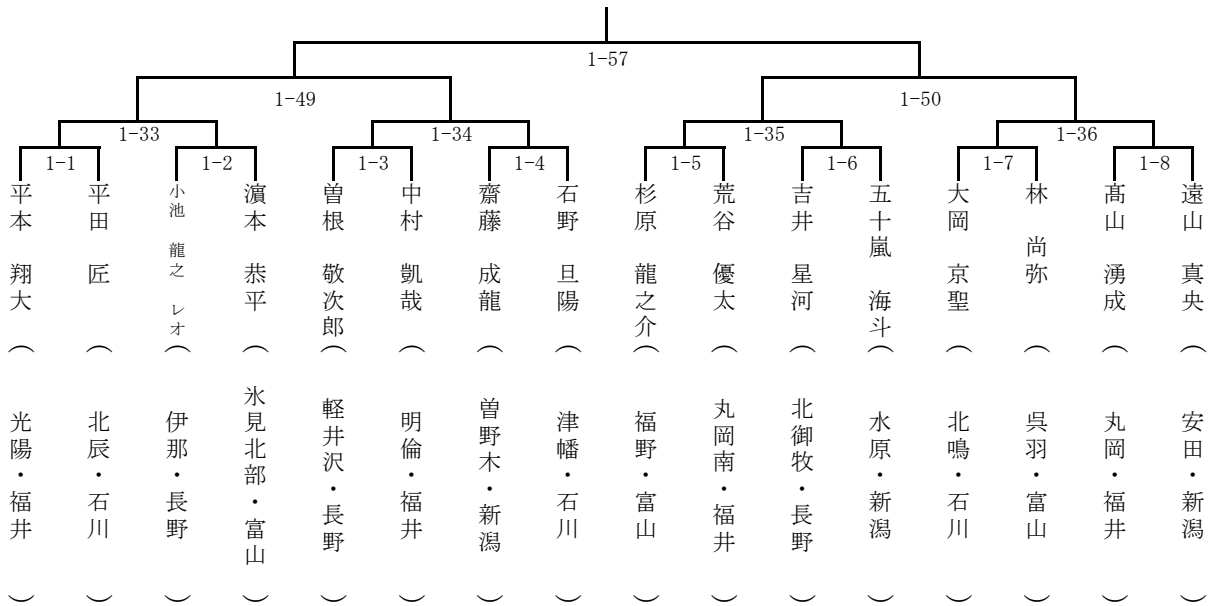 1-57
1-49
1-50
1-33
1-34
1-35
1-36
1-1
1-2
1-3
1-4
1-5
1-6
1-7
1-8
平本 翔大 (光陽・福井)
平田 匠 (北辰・石川)
小池 龍之 レオ (伊那・長野)
濵本 恭平 (氷見北部・富山)
曽根 敬次郎 (軽井沢・長野)
中村 凱哉 (明倫・福井)
齋藤 成龍 (曽野木・新潟)
石野 旦陽 (津幡・石川)
杉原 龍之介 (福野・富山)
荒谷 優太 (丸岡南・福井)
吉井 星河 (北御牧・長野)
五十嵐 海斗 (水原・新潟)
大岡 京聖 (北鳴・石川)
林 尚弥 (呉羽・富山)
髙山 湧成 (丸岡・福井)
遠山 真央 (安田・新潟)